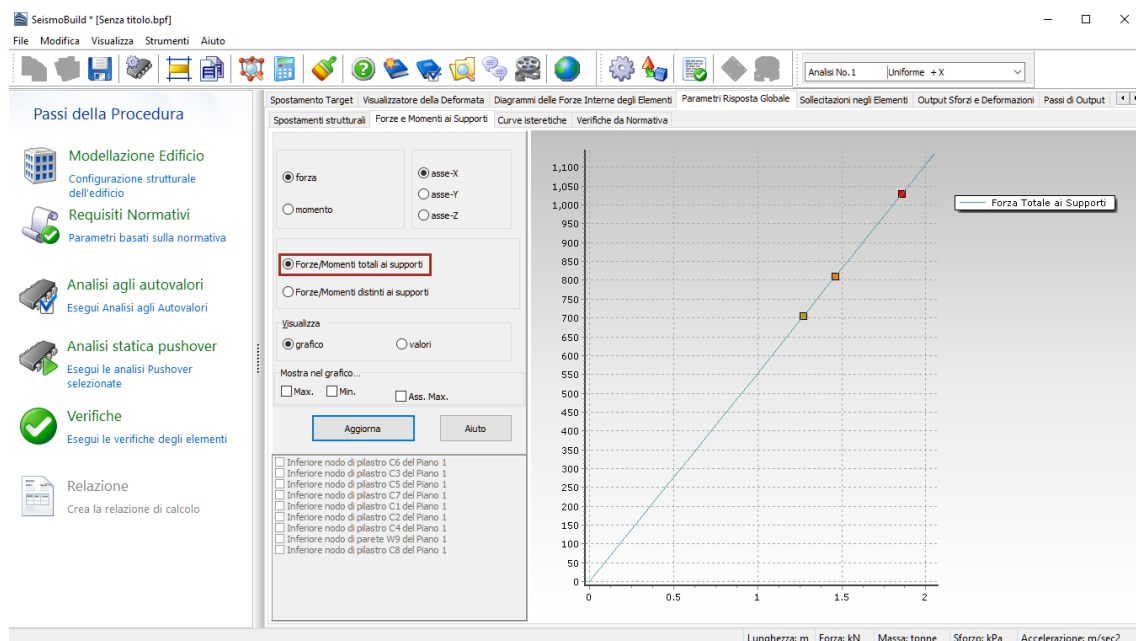 SeismoBuild * [Senza titolo.bpf]
File Modifica Visualizza Strumenti Aiuto
Analisi No.1 Uniforme +X
Passi della Procedura
Modellazione Edificio
Configurazione strutturale
dell'edificio
Requisiti Normativi
Parametri basati sulla normativa
Analisi agli autovalori
Esegui Analisi agli Autovalori
Analisi statica pushover
Esegui le analisi Pushover
selezionate
Verifiche
Esegui le verifiche degli elementi
Relazione
Crea la relazione di calcolo
Spostamento Target Visualizzatore della Deformata Diagrammi delle Forze Interne degli Elementi Parametri Risposta Globale Sollecitazioni negli Elementi Output Sforzi e Deformazioni Passi di Output
Spostamenti strutturali Forze e Momenti ai Supporti Curve isteretiche Verifiche da Normativa
forza
momento
asse-X
asse-Y
asse-Z
Forze/Momenti totali ai supporti
Forze/Momenti distinti ai supporti
Visualizza
grafico valori
Mostra nel grafico...
Max. Min. Ass. Max.
Aggiorna Aiuto
Inferiore nodo di pilastro C6 del Piano 1
Inferiore nodo di pilastro C3 del Piano 1
Inferiore nodo di pilastro C5 del Piano 1
Inferiore nodo di pilastro C7 del Piano 1
Inferiore nodo di pilastro C1 del Piano 1
Inferiore nodo di pilastro C2 del Piano 1
Inferiore nodo di pilastro C4 del Piano 1
Inferiore nodo di parete W9 del Piano 1
Inferiore nodo di pilastro C8 del Piano 1
1,100
1,050
1,000
950
900
850
800
750
700
650
600
550
500
450
400
350
300
250
200
150
100
50
0
0 0.5 1 1.5 2
Forza Totale ai Supporti
Lunghezza: m Forza: kN Massa: tonne Sforzo: kPa Accelerazione: m/sec2